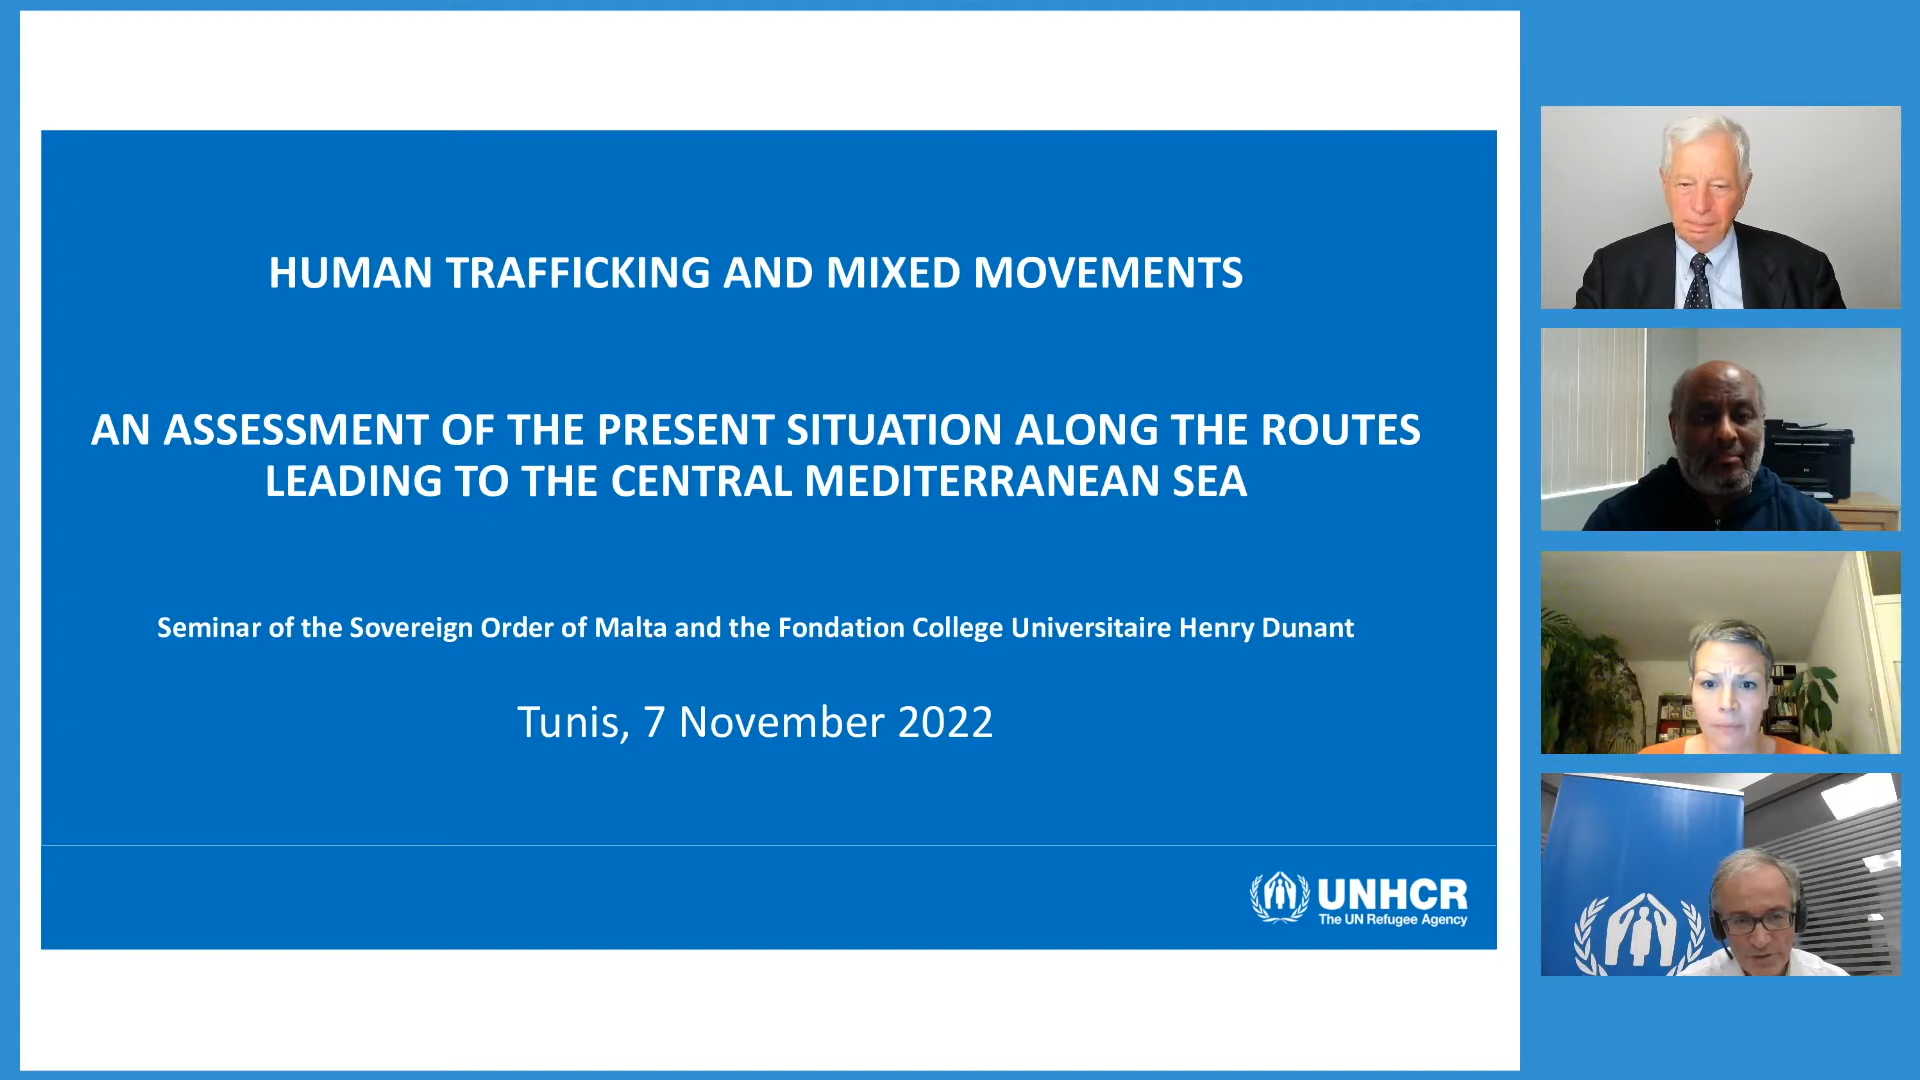 HUMAN TRAFFICKING AND MIXED MOVEMENTS
AN ASSESSMENT OF THE PRESENT SITUATION ALONG THE ROUTES
LEADING TO THE CENTRAL MEDITERRANEAN SEA
Seminar of the Sovereign Order of Malta and the Fondation College Universitaire Henry Dunant
Tunis, 7 November 2022
UNHCR
The UN Refugee Agency